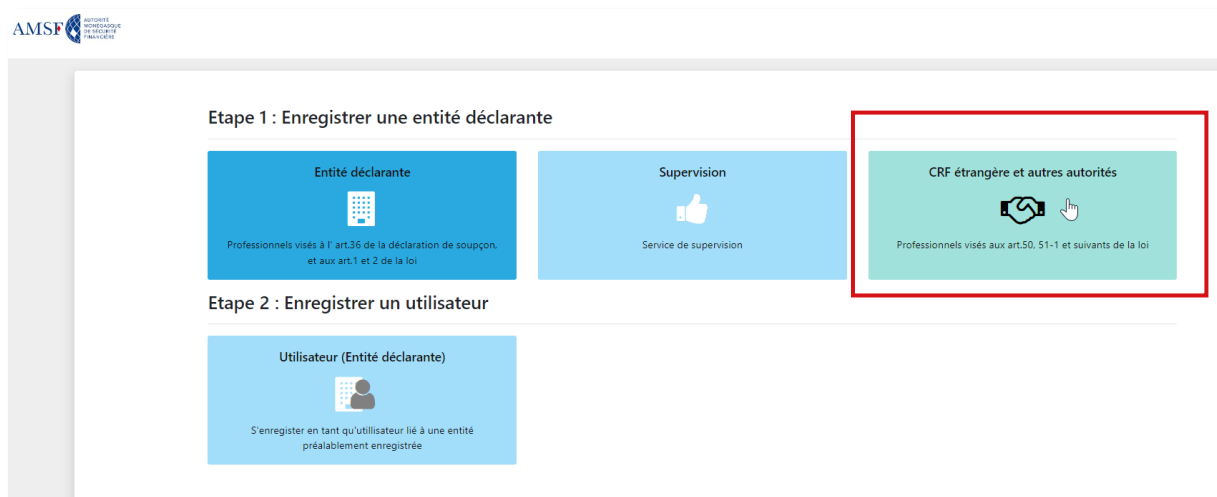 AMSF
AUTORITÉ
MONÉGASQUE
DE SÉCURITÉ
FINANCIÈRE
Etape 1 : Enregistrer une entité déclarante
Entité déclarante
Professionnels visés à l' art.36 de la déclaration de soupçon,
et aux art.1 et 2 de la loi
Supervision
Service de supervision
CRF étrangère et autres autorités
Professionnels visés aux art.50, 51-1 et suivants de la loi
Etape 2 : Enregistrer un utilisateur
Utilisateur (Entité déclarante)
S'enregister en tant qu'utillisateur lié à une entité
préalablement enregistrée